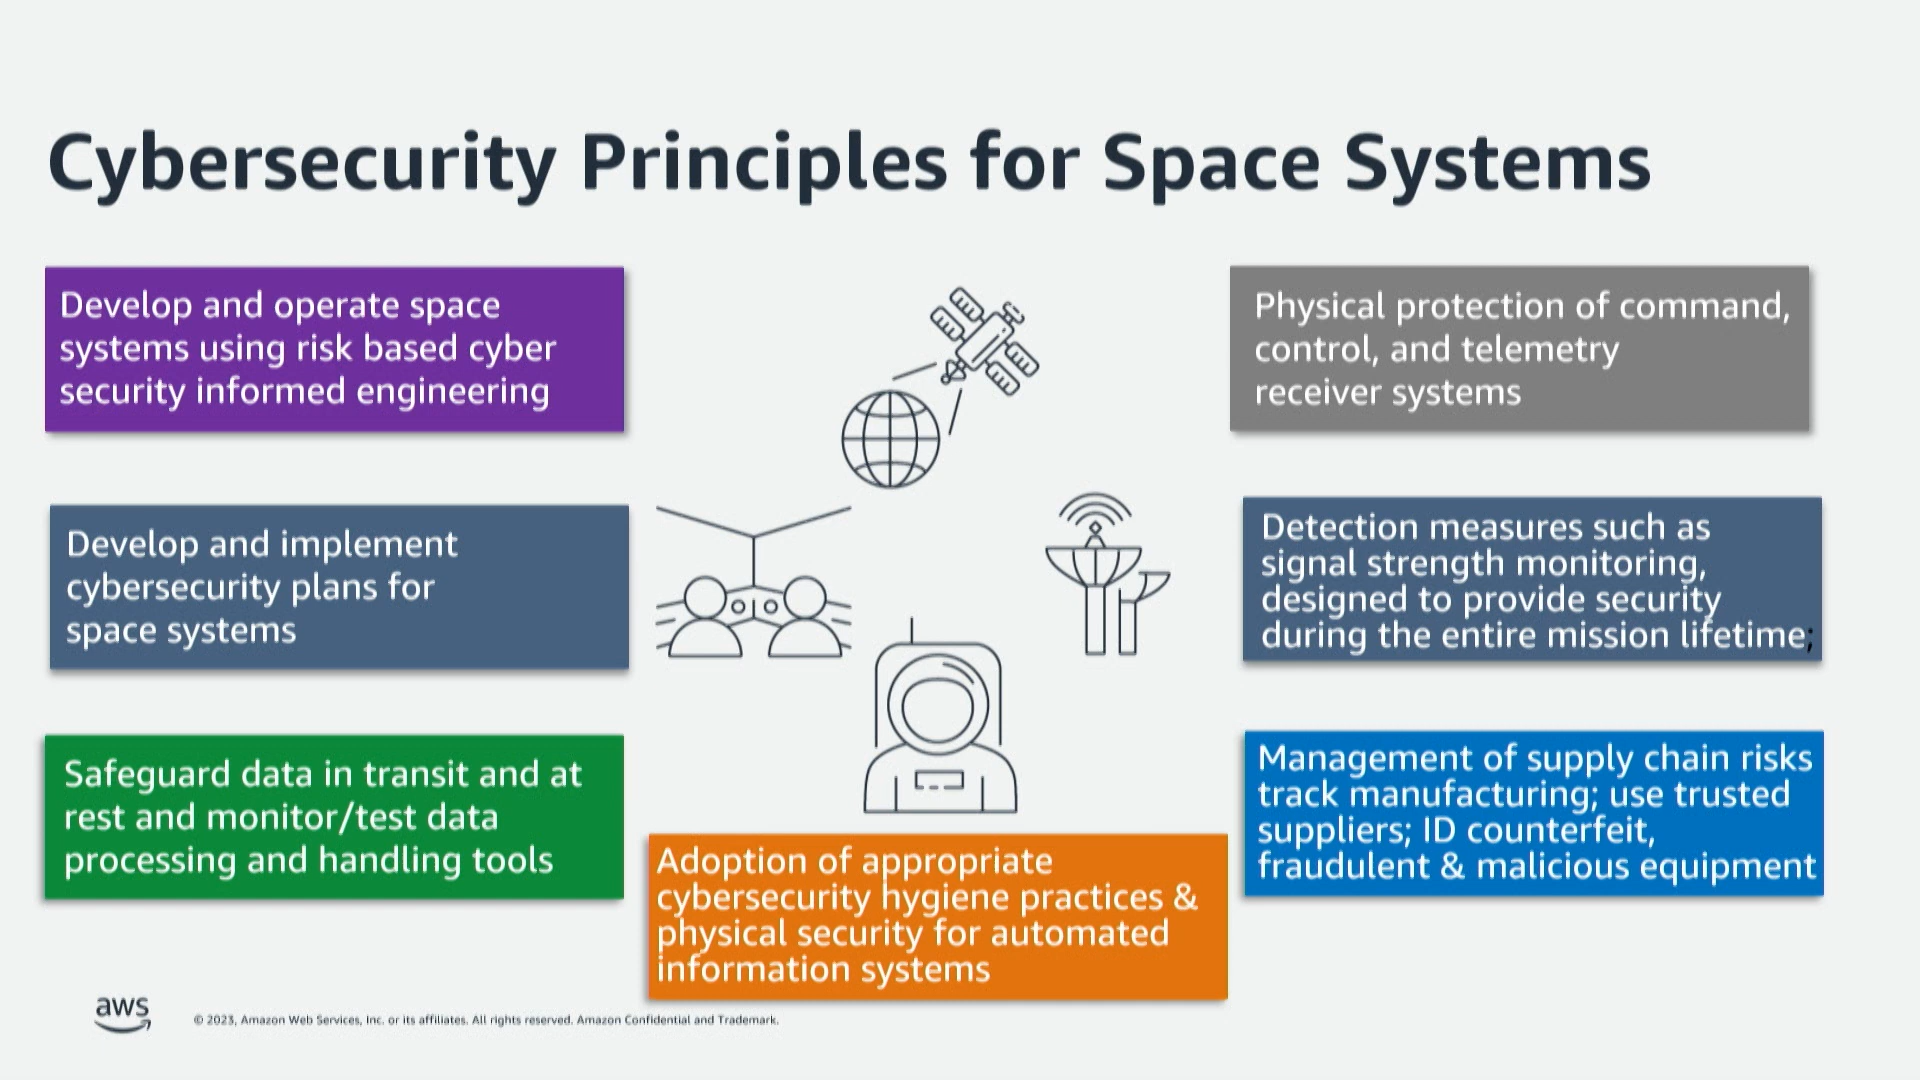 Cybersecurity Principles for Space Systems
Develop and operate space
systems using risk based cyber
security informed engineering
Develop and implement
cybersecurity plans for
space systems
Safeguard data in transit and at
rest and monitor/test data
processing and handling tools
Adoption of appropriate
cybersecurity hygiene practices &
physical security for automated
information systems
Physical protection of command,
control, and telemetry
receiver systems
Detection measures such as
signal strength monitoring,
designed to provide security
during the entire mission lifetime;
Management of supply chain risks
track manufacturing; use trusted
suppliers; ID counterfeit,
fraudulent & malicious equipment
aws
© 2023, Amazon Web Services, Inc. or its affiliates. All rights reserved. Amazon Confidential and Trademark.